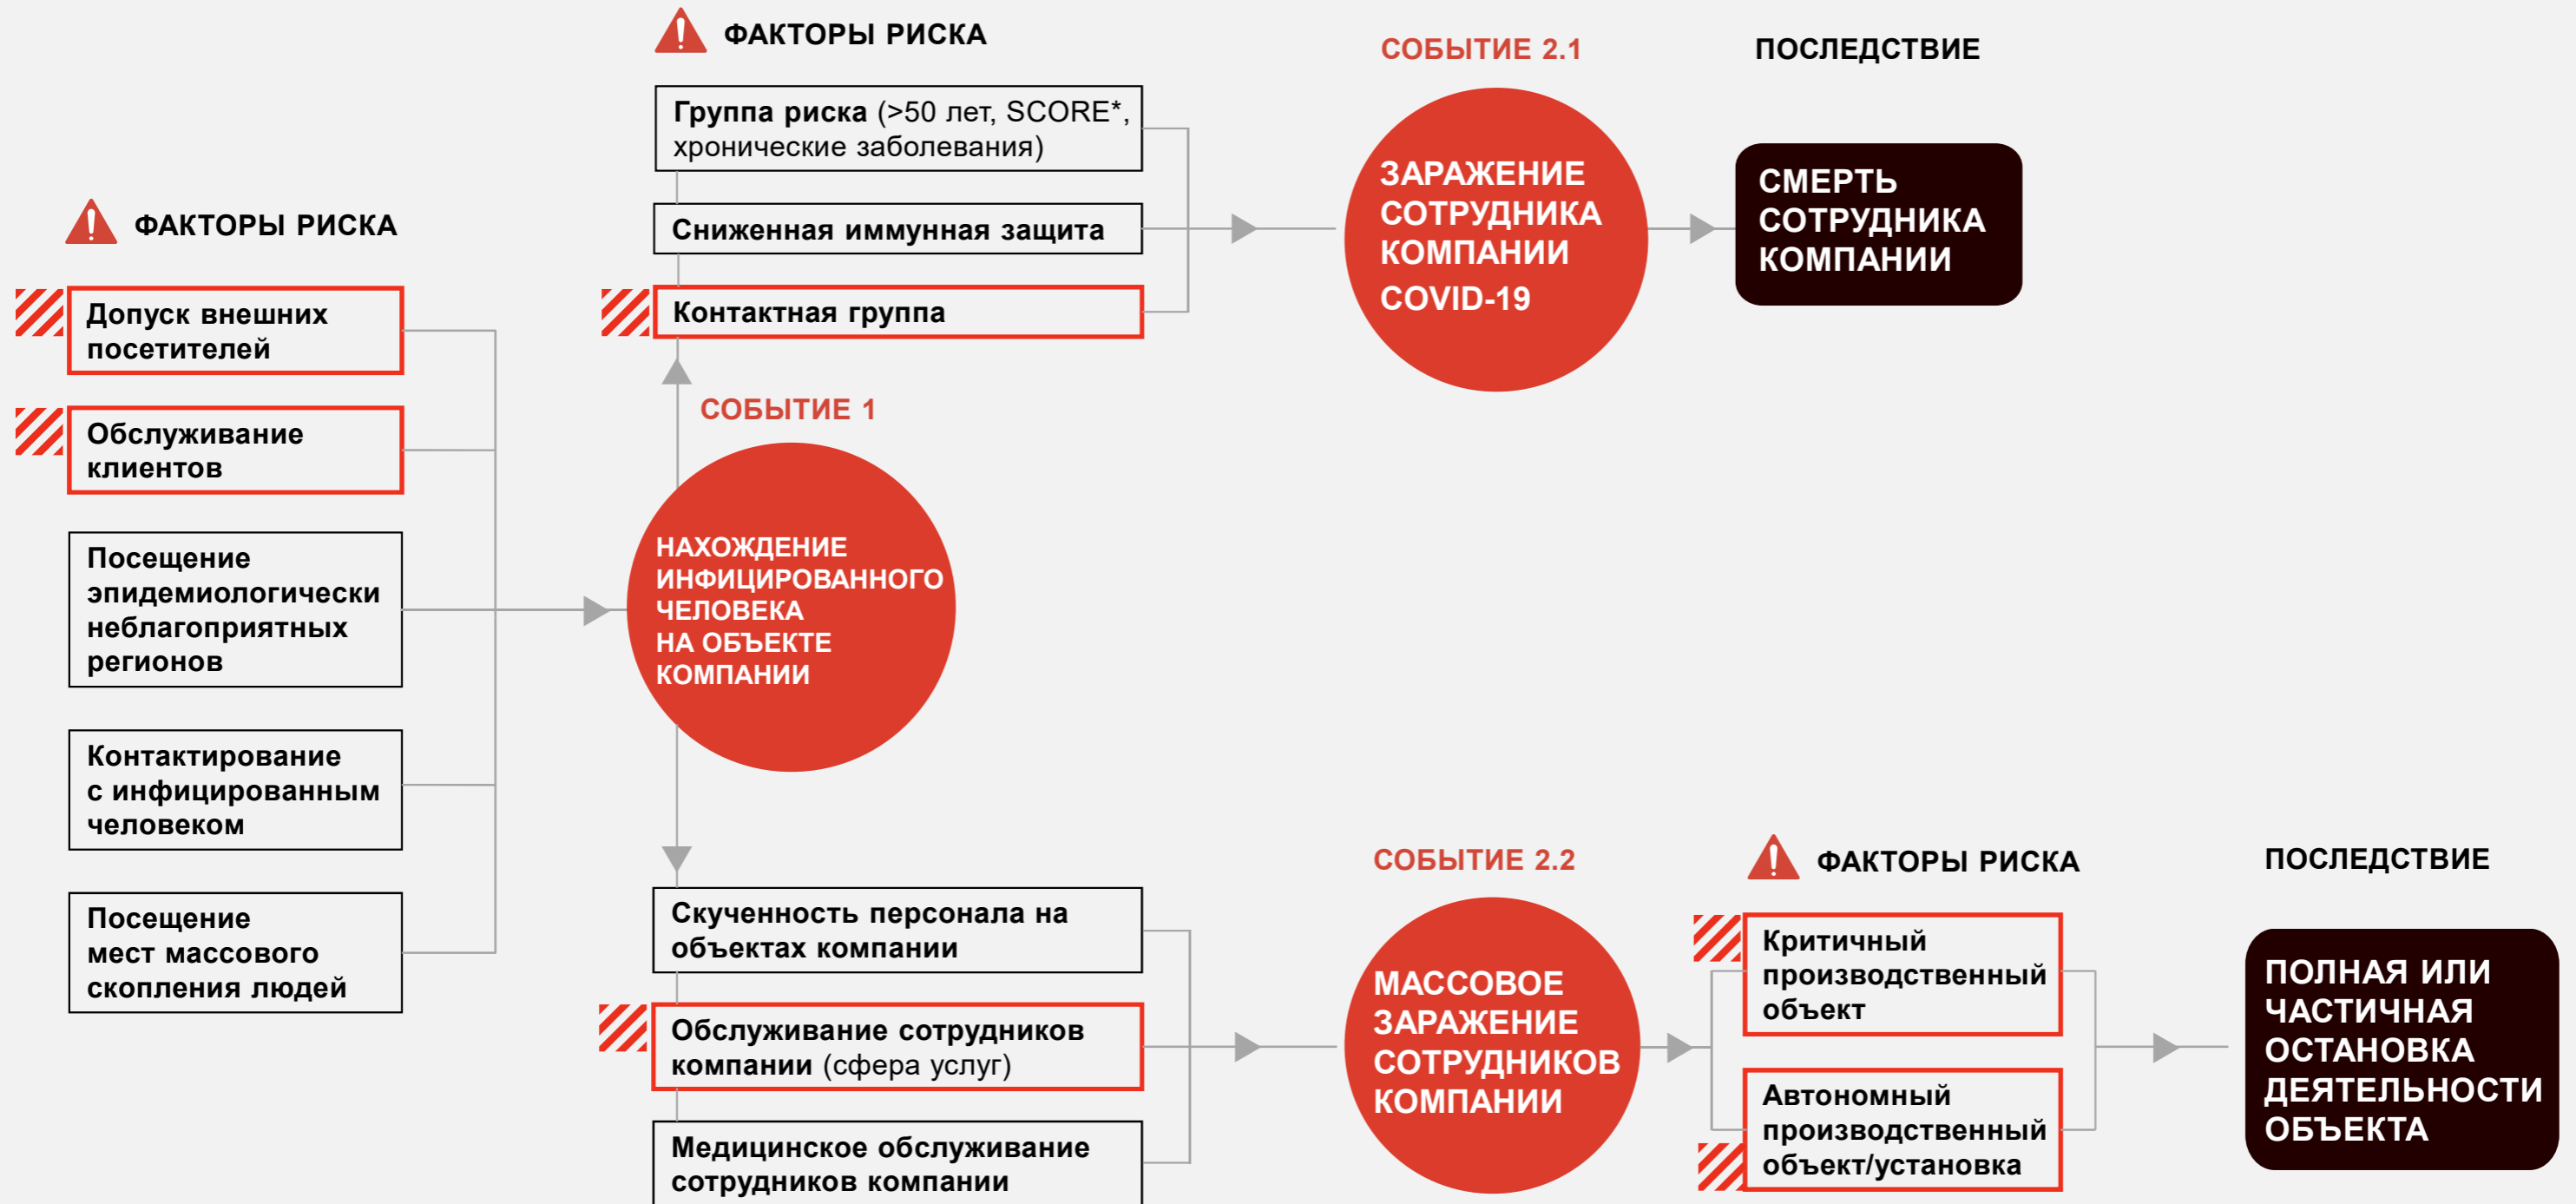 ФАКТОРЫ РИСКА
Допуск внешних
посетителей
Обслуживание
клиентов
Посещение
эпидемиологически
неблагоприятных
регионов
Контактирование
с инфицированным
человеком
Посещение
мест массового
скопления людей
ФАКТОРЫ РИСКА
Группа риска (>50 лет, SCORE*,
хронические заболевания)
Сниженная иммунная защита
Контактная группа
СОБЫТИЕ 1
НАХОЖДЕНИЕ
ИНФИЦИРОВАННОГО
ЧЕЛОВЕКА
НА ОБЪЕКТЕ
КОМПАНИИ
Скученность персонала на
объектах компании
Обслуживание сотрудников
компании (сфера услуг)
Медицинское обслуживание
сотрудников компании
СОБЫТИЕ 2.1
ЗАРАЖЕНИЕ
СОТРУДНИКА
КОМПАНИИ
COVID-19
ПОСЛЕДСТВИЕ
СМЕРТЬ
СОТРУДНИКА
КОМПАНИИ
СОБЫТИЕ 2.2
МАССОВОЕ
ЗАРАЖЕНИЕ
СОТРУДНИКОВ
КОМПАНИИ
ФАКТОРЫ РИСКА
Критичный
производственный
объект
Автономный
производственный
объект/установка
ПОСЛЕДСТВИЕ
ПОЛНАЯ ИЛИ
ЧАСТИЧНАЯ
ОСТАНОВКА
ДЕЯТЕЛЬНОСТИ
ОБЪЕКТА